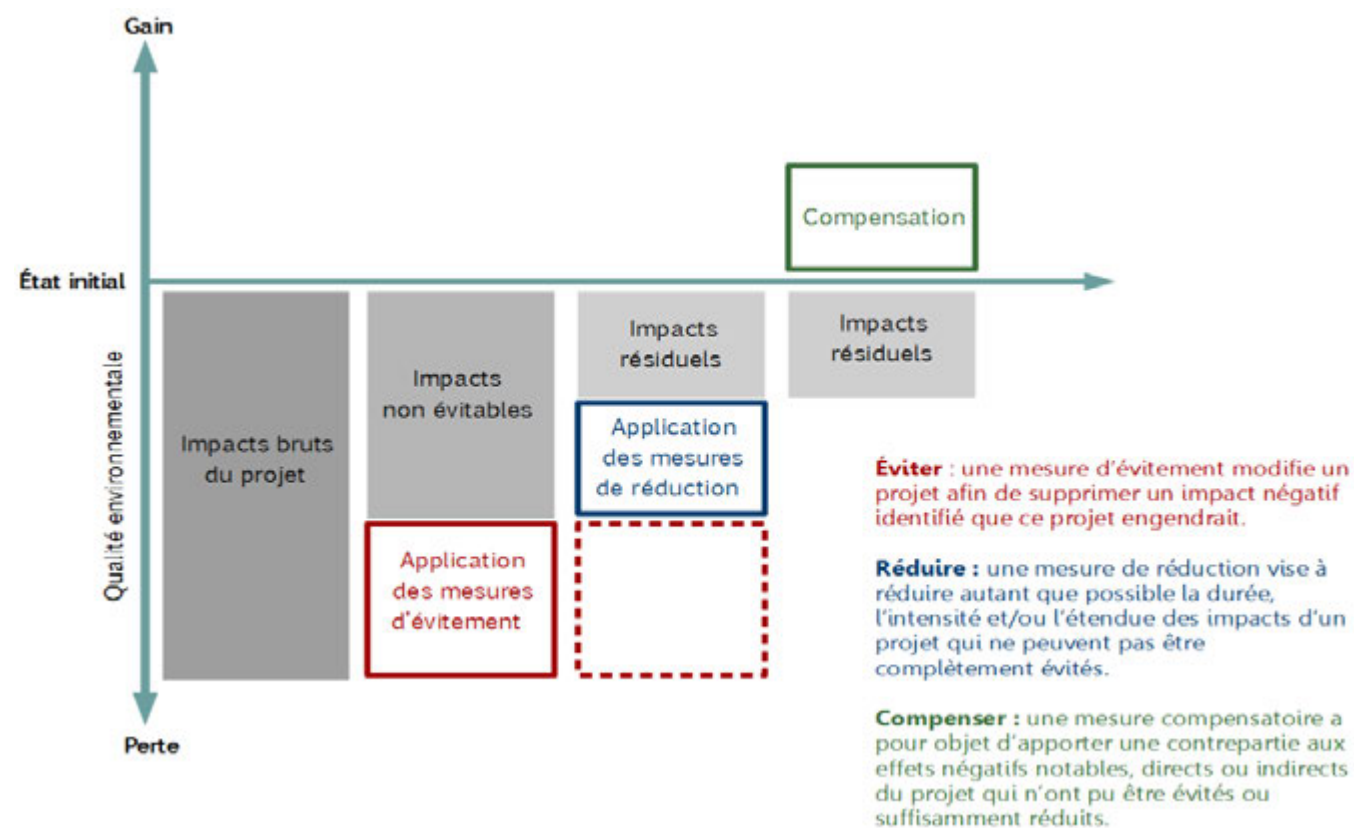 Gain
Compensation
État initial
Qualité environnementale
Impacts bruts
du projet
Impacts
non évitables
Application
des mesures
d'évitement
Impacts
résiduels
Application
des mesures
de réduction
Impacts
résiduels
Perte
Éviter : une mesure d'évitement modifie un
projet afin de supprimer un impact négatif
identifié que ce projet engendrait.
Réduire : une mesure de réduction vise à
réduire autant que possible la durée,
l'intensité et/ou l'étendue des impacts d'un
projet qui ne peuvent pas être
complètement évités.
Compenser : une mesure compensatoire a
pour objet d'apporter une contrepartie aux
effets négatifs notables, directs ou indirects
du projet qui n'ont pu être évités ou
suffisamment réduits.